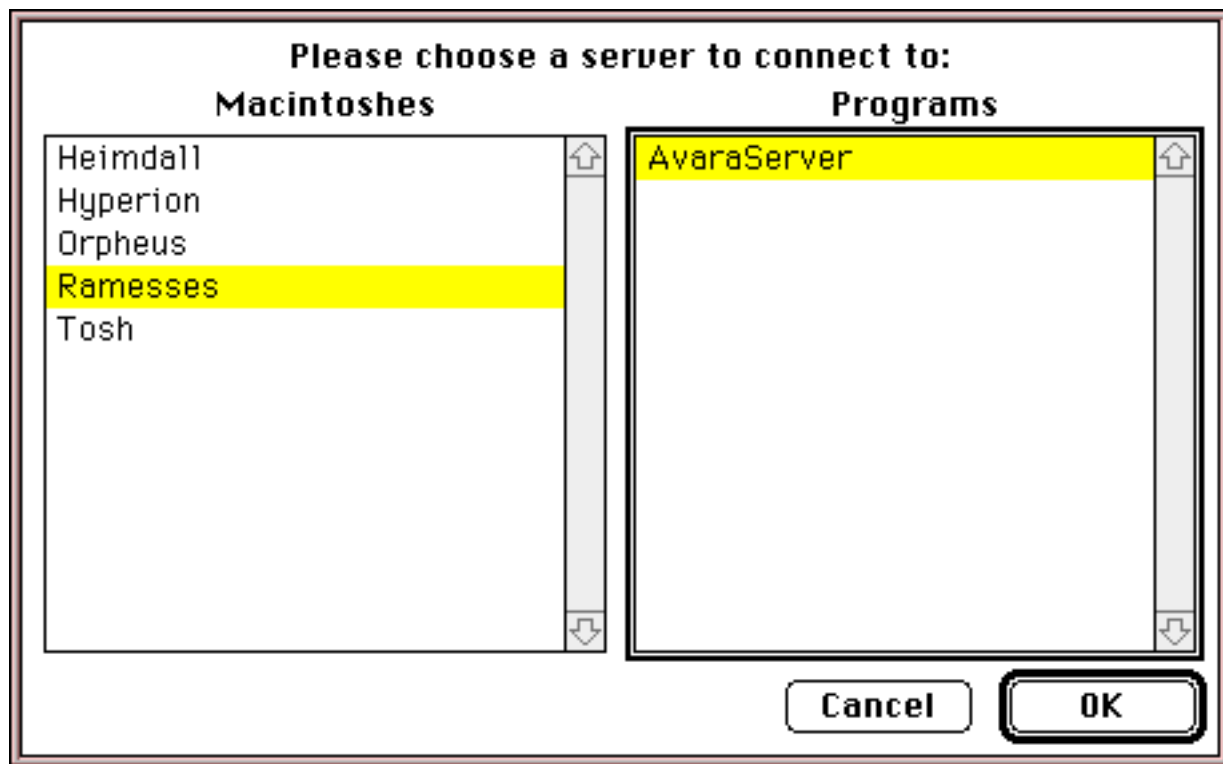 Please choose a server to connect to:
Macintoshes
Programs
Heimdall
Hyperion
Orpheus
Ramesses
Tosh
AvaraServer
Cancel
OK